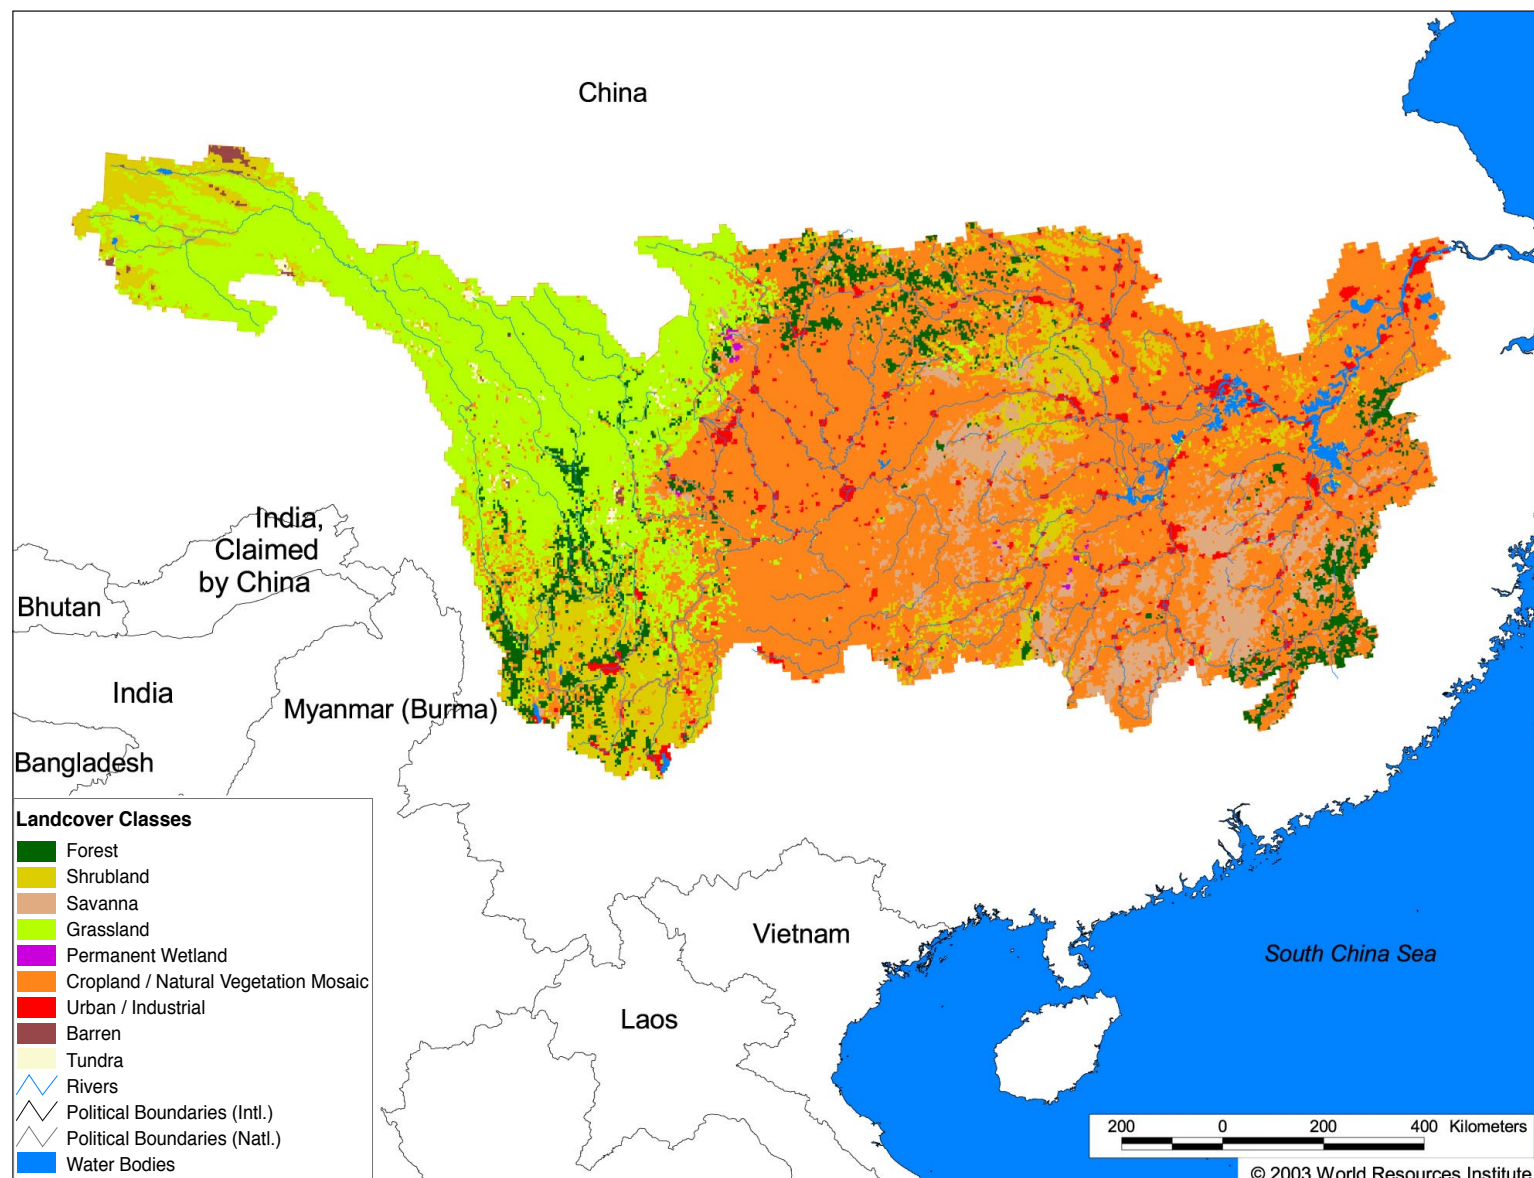 China
India,
Claimed
by China
Bhutan
India
Myanmar (Burma)
Bangladesh
Landcover Classes
Forest
Shrubland
Savanna
Grassland
Permanent Wetland
Cropland / Natural Vegetation Mosaic
Urban / Industrial
Barren
Tundra
Rivers
Political Boundaries (Intl.)
Political Boundaries (Natl.)
Water Bodies
Vietnam
Laos
South China Sea
200 0 200 400 Kilometers
© 2003 World Resources Institute